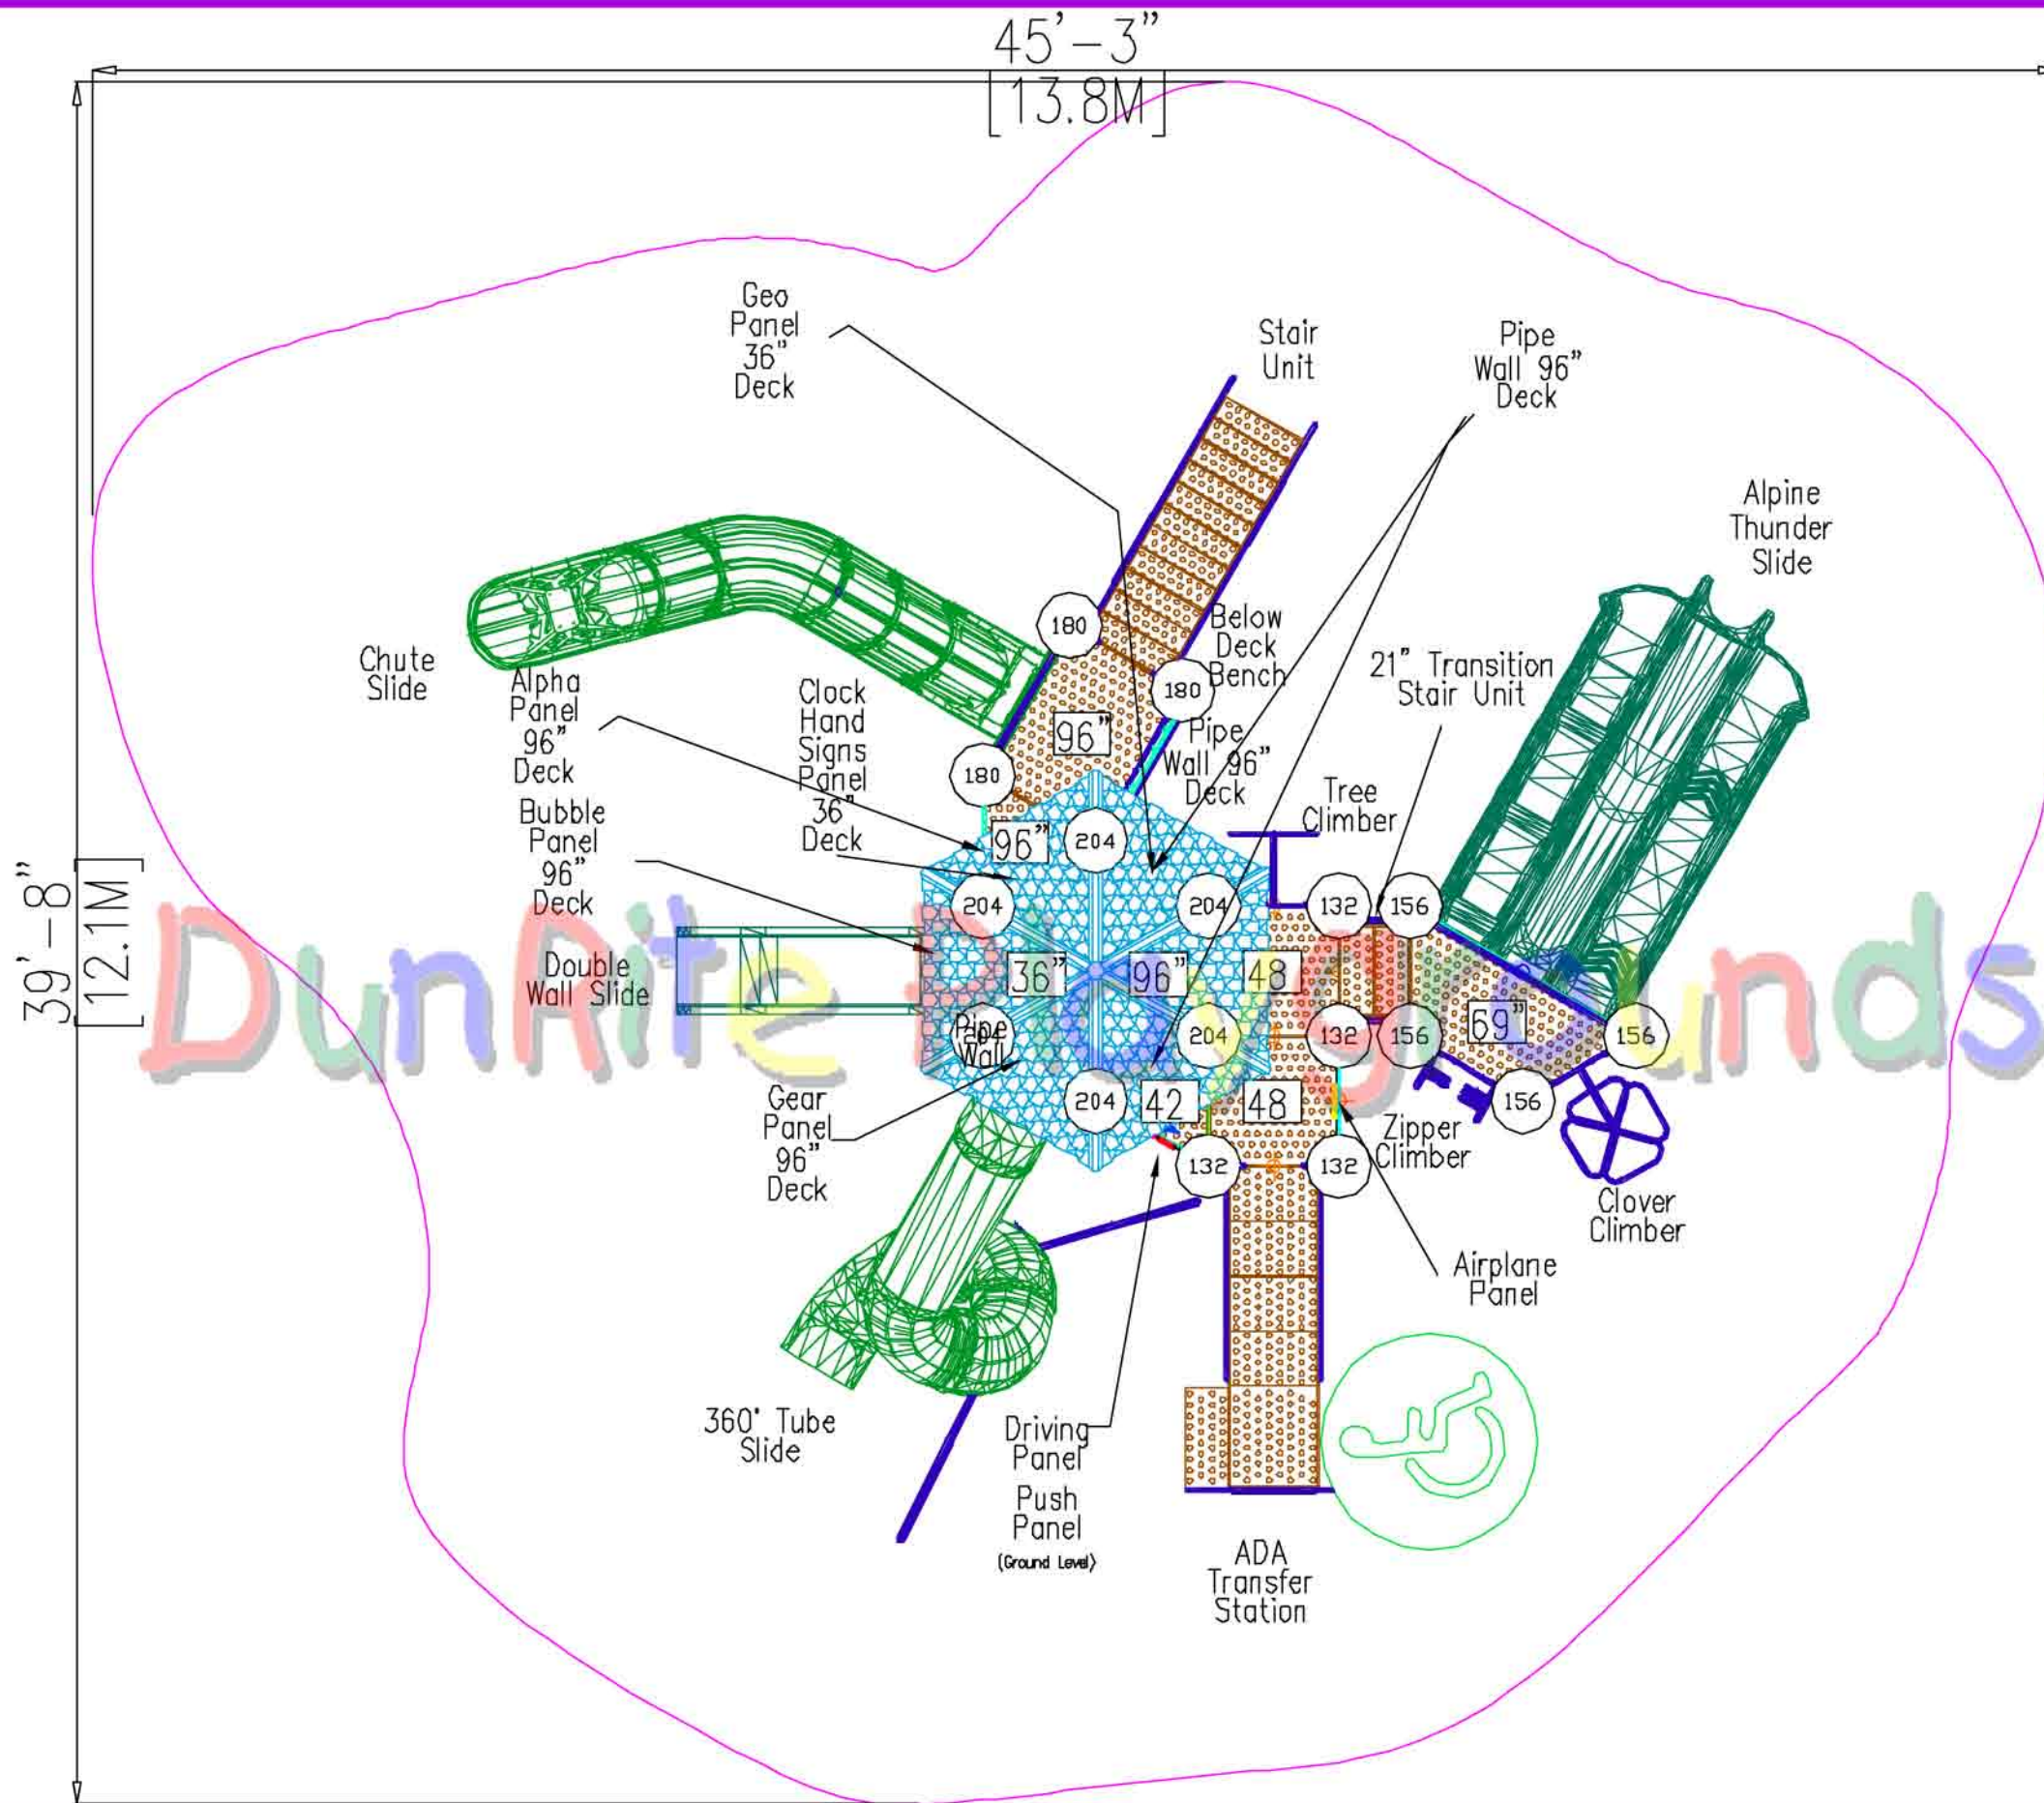 45'-3"
[13.8M]
39'-8"
[12.1M]
Geo
Panel
36"
Deck
Stair
Unit
Pipe
Wall 96"
Deck
Alpine
Thunder
Slide
Chute
Slide
Alpha
Panel
96"
Deck
Clock
Hand
Signs
Panel
36"
Deck
180
180
180
Below
Deck
Bench
21" Transition
Stair Unit
96"
Pipe
Wall 96"
Deck
Tree
Climber
Bubble
Panel
96"
Deck
96"
204
204
204
132
156
DunRite Playgrounds
Double
Wall Slide
36"
96"
48
69"
204
Pipe
Wall
204
132
156
156
Gear
Panel
96"
Deck
204
42
48
156
Zipper
Climber
132
132
Clover
Climber
Airplane
Panel
360° Tube
Slide
Driving
Panel
Push
Panel
(Ground Level)
ADA
Transfer
Station